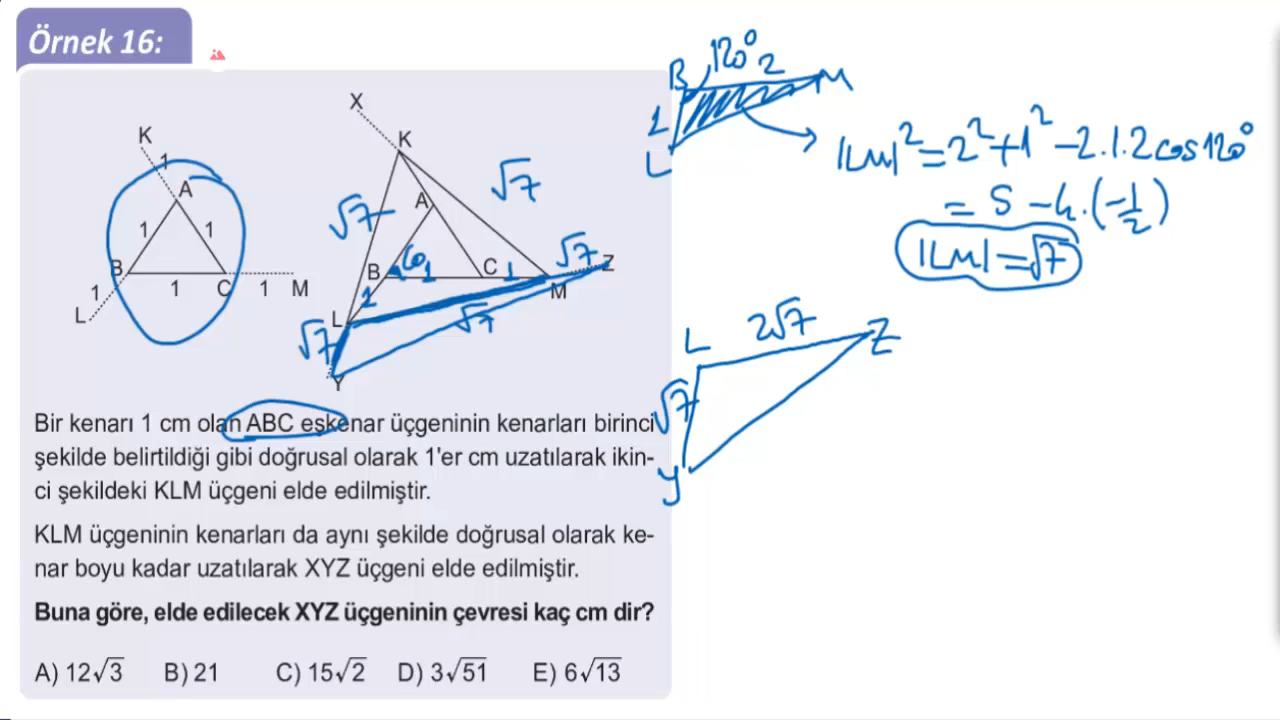 Örnek 16:
K
1
A
1
1
B
1
C
1
M
1
L
X
K
√7
√7
A
B
60
1
C
1
√7
Z
M
1
L
√7
√7
Y
B
120°
2
M
1
L
|LM|² = 2² + 1² - 2.1.2 cos 120°
= 5 - 4.(-1/2)
|LM| = √7
L
2√7
Z
√7
Y
Bir kenarı 1 cm olan ABC eşkenar üçgeninin kenarları birinci
şekilde belirtildiği gibi doğrusal olarak 1'er cm uzatılarak ikin-
ci şekildeki KLM üçgeni elde edilmiştir.
KLM üçgeninin kenarları da aynı şekilde doğrusal olarak ke-
nar boyu kadar uzatılarak XYZ üçgeni elde edilmiştir.
Buna göre, elde edilecek XYZ üçgeninin çevresi kaç cm dir?
A) 12√3 B) 21 C) 15√2 D) 3√51 E) 6√13